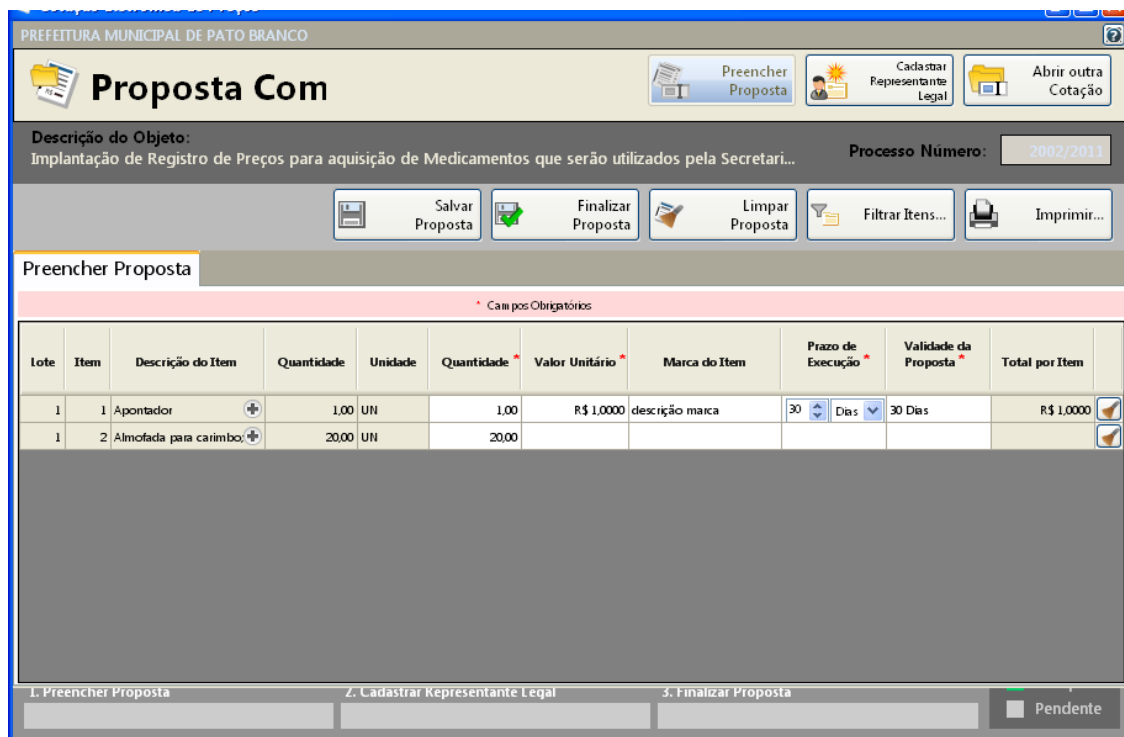 PREFEITURA MUNICIPAL DE PATO BRANCO
Proposta Com
Preencher
Proposta
Cadastrar
Representante
Legal
Abrir outra
Cotação
Descrição do Objeto:
Implantação de Registro de Preços para aquisição de Medicamentos que serão utilizados pela Secretari...
Processo Número: 2002/2011
Salvar
Proposta
Finalizar
Proposta
Limpar
Proposta
Filtrar Itens...
Imprimir...
Preencher Proposta
* Campos Obrigatórios
Lote Item Descrição do Item Quantidade Unidade Quantidade * Valor Unitário * Marca do Item Prazo de Execução * Validade da Proposta * Total por Item
1 1 Apontador 1,00 UN 1,00 R$ 1,0000 descrição marca 30 Dias 30 Dias R$ 1,0000
1 2 Almofada para carimbo; 20,00 UN 20,00
1. Preencher Proposta 2. Cadastrar Representante Legal 3. Finalizar Proposta
Pendente